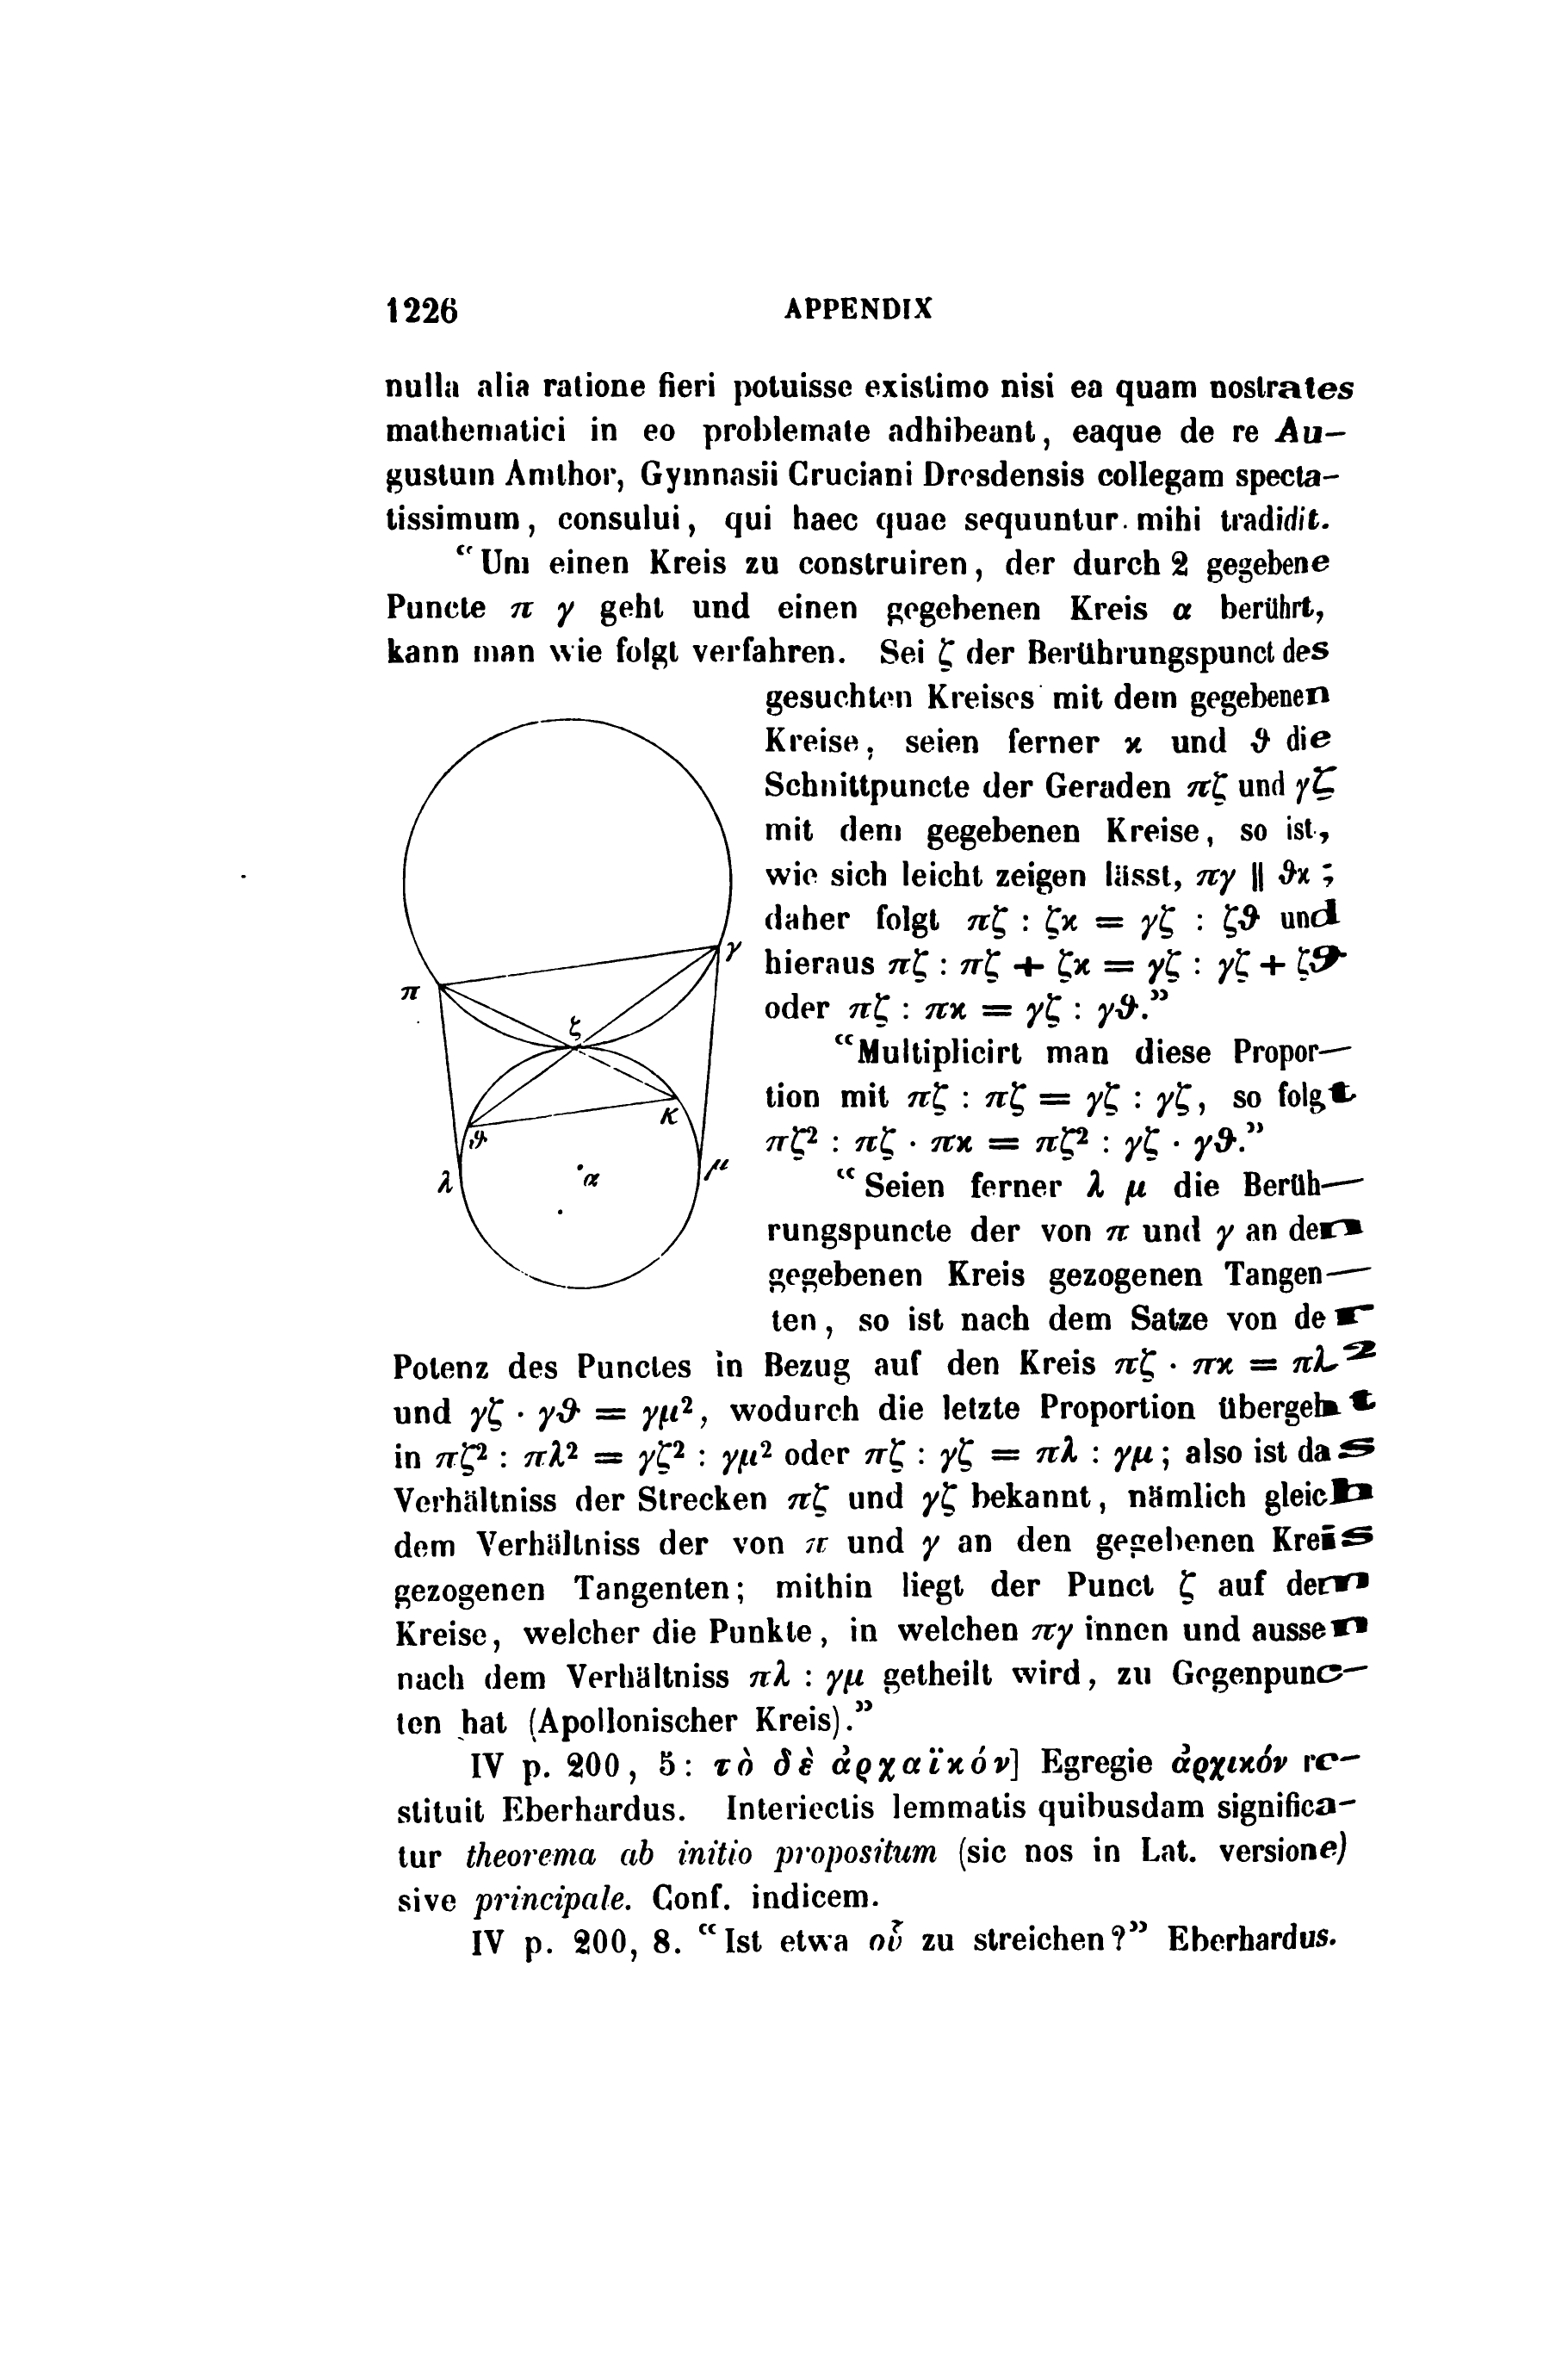 1226 APPENDIX
nulla alia ratione fieri potuisse existimo nisi ea quam nostrates
mathematici in eo problemate adhibeant, eaque de re Au-
gustum Amthor, Gymnasii Cruciani Dresdensis collegam specta-
tissimum, consului, qui haec quae sequuntur mihi tradidit.
“Um einen Kreis zu construiren, der durch 2 gegebene
Puncte π γ geht und einen gegebenen Kreis α berührt,
kann man wie folgt verfahren. Sei ζ der Berührungspunct des
gesuchten Kreises mit dem gegebenen
Kreise, seien ferner κ und ϑ die
Schnittpuncte der Geraden πζ und γζ
mit dem gegebenen Kreise, so ist,
wie sich leicht zeigen lässt, πγ || ϑκ;
daher folgt πζ : ζκ = γζ : ζϑ und
hieraus πζ : πζ + ζκ = γζ : γζ + ζϑ
oder πζ : πκ = γζ : γϑ.”
“Multiplicirt man diese Propor-
tion mit πζ : πζ = γζ : γζ, so folgt
πζ² : πζ · πκ = πζ² : γζ · γϑ.”
“Seien ferner λ μ die Berüh-
rungspuncte der von π und γ an den
gegebenen Kreis gezogenen Tangen-
ten, so ist nach dem Satze von der
π
γ
ζ
κ
ϑ
λ
α
μ
Potenz des Punctes in Bezug auf den Kreis πζ · πκ = πλ²
und γζ · γϑ = γμ², wodurch die letzte Proportion übergeht
in πζ² : πλ² = γζ² : γμ² oder πζ : γζ = πλ : γμ; also ist das
Verhältniss der Strecken πζ und γζ bekannt, nämlich gleich
dem Verhältniss der von π und γ an den gegebenen Kreis
gezogenen Tangenten; mithin liegt der Punct ζ auf dem
Kreise, welcher die Punkte, in welchen πγ innen und aussen
nach dem Verhältniss πλ : γμ getheilt wird, zu Gegenpunc-
ten hat (Apollonischer Kreis).”
IV p. 200, 5: τὸ δὲ ἀρχαϊκόν] Egregie ἀρχικόν re-
stituit Eberhardus. Interiectis lemmatis quibusdam significa-
tur theorema ab initio propositum (sic nos in Lat. versione)
sive principale. Conf. indicem.
IV p. 200, 8. “Ist etwa οὗ zu streichen?” Eberhardus.